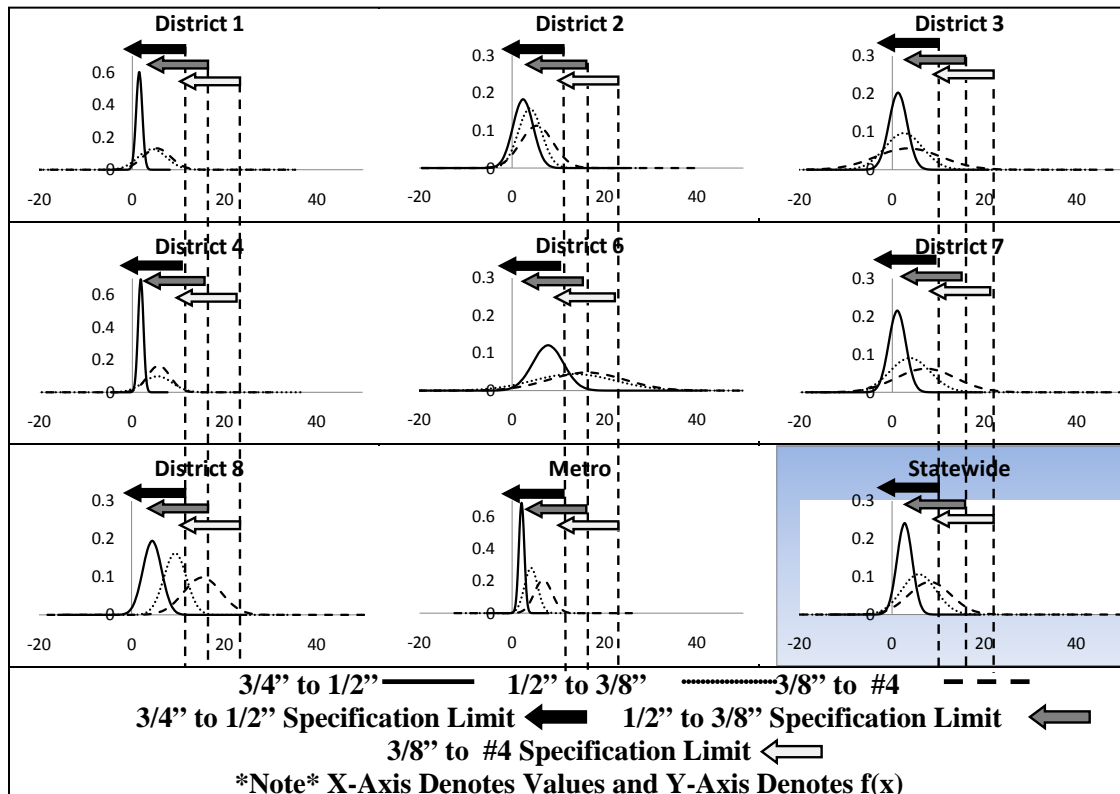 District 1
0.6
0.4
0.2
0
-20 0 20 40
District 2
0.3
0.2
0.1
0
-20 0 20 40
District 3
0.3
0.2
0.1
0
-20 0 20 40
District 4
0.6
0.4
0.2
0
-20 0 20 40
District 6
0.3
0.2
0.1
0
-20 0 20 40
District 7
0.3
0.2
0.1
0
-20 0 20 40
District 8
0.3
0.2
0.1
0
-20 0 20 40
Metro
0.6
0.4
0.2
0
-20 0 20 40
Statewide
0.3
0.2
0.1
0
-20 0 20 40
3/4” to 1/2” 1/2” to 3/8” 3/8” to #4
3/4” to 1/2” Specification Limit 1/2” to 3/8” Specification Limit
3/8” to #4 Specification Limit
*Note* X-Axis Denotes Values and Y-Axis Denotes f(x)